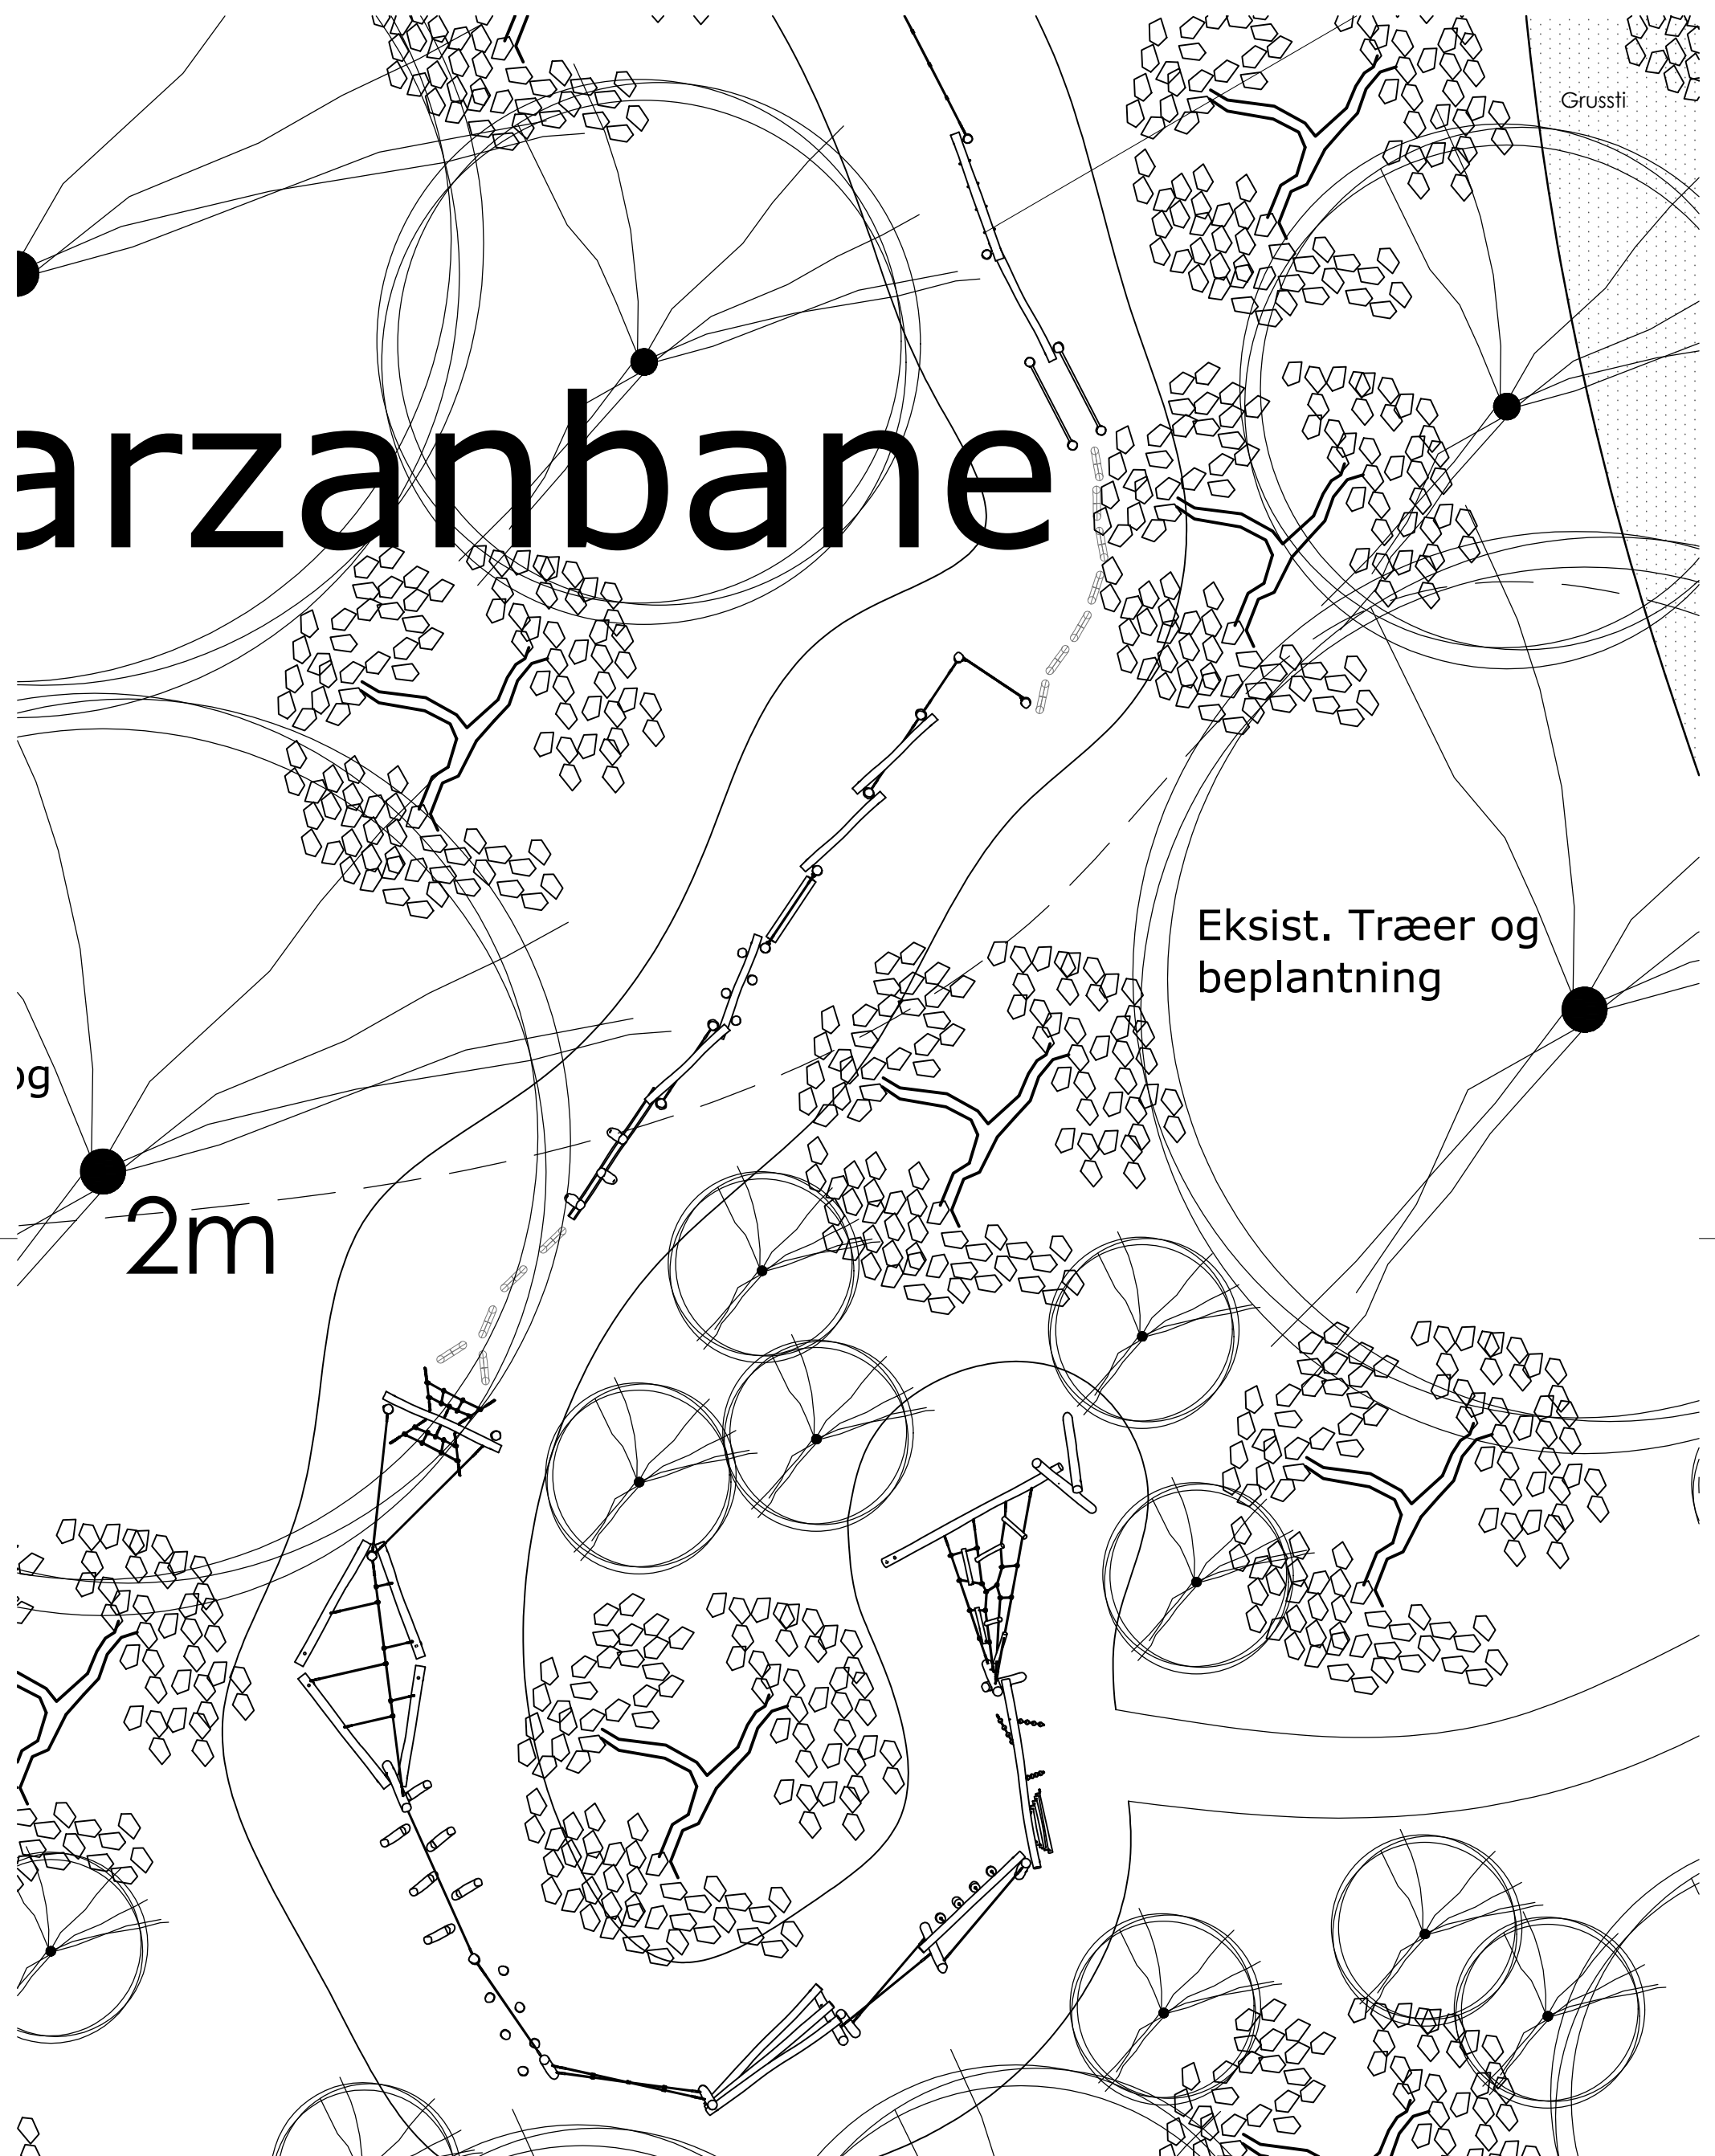 Grussti
arzanbane
Eksist. Træer og
beplantning
og
2m